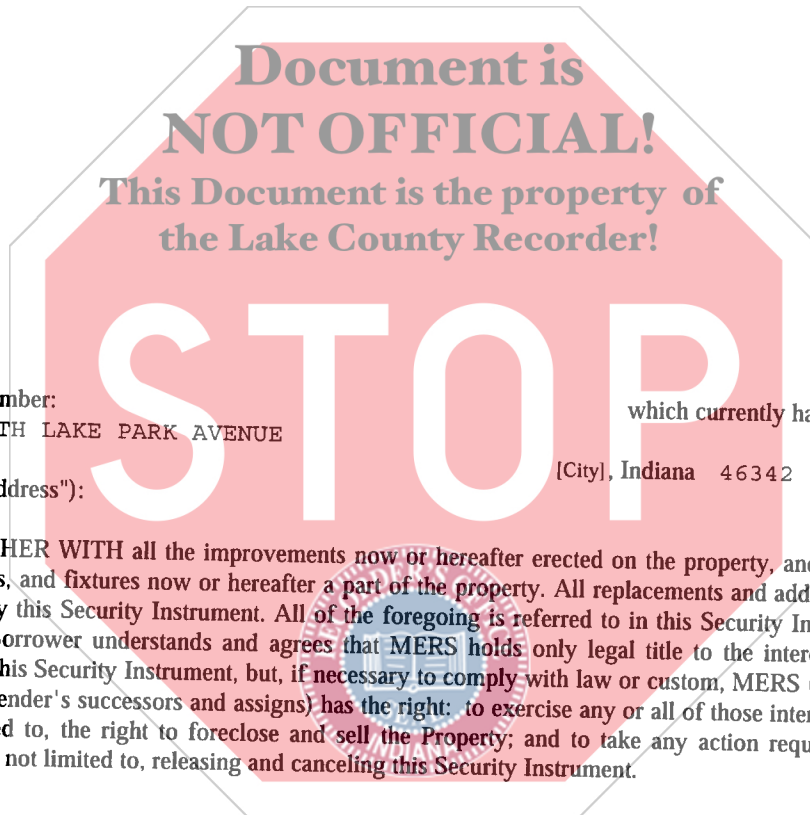 Document is
NOT OFFICIAL!
This Document is the property of
the Lake County Recorder!
STOP
mber:
which currently ha
TH LAKE PARK AVENUE
[City], Indiana 46342
ddress"):
HER WITH all the improvements now or hereafter erected on the property, and
s, and fixtures now or hereafter a part of the property. All replacements and add
y this Security Instrument. All of the foregoing is referred to in this Security In
orrower understands and agrees that MERS holds only legal title to the inter
his Security Instrument, but, if necessary to comply with law or custom, MERS (
ender's successors and assigns) has the right: to exercise any or all of those inter
d to, the right to foreclose and sell the Property; and to take any action requ
not limited to, releasing and canceling this Security Instrument.
INDIANA